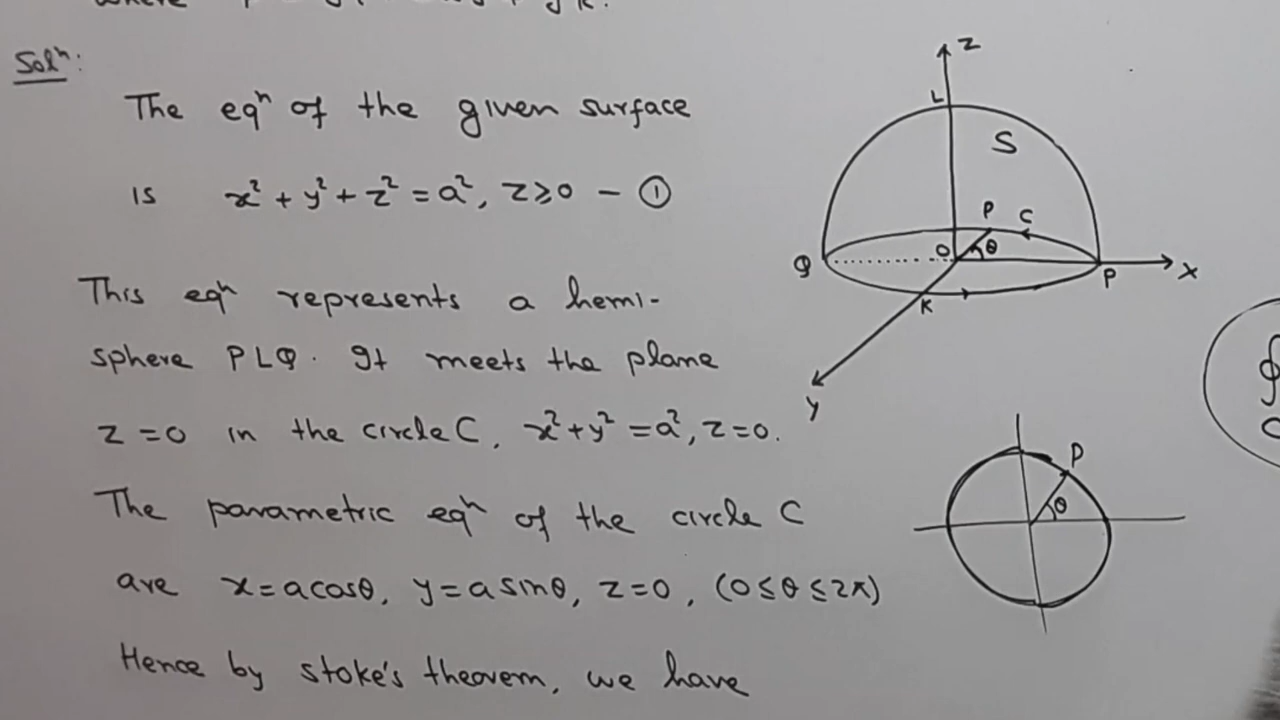 Solⁿ:
The eqⁿ of the given surface
is x² + y² + z² = a², z ≥ 0 - ①
This eqⁿ represents a hemi-
sphere PLQ. It meets the plane
z = 0 in the circle C, x² + y² = a², z = 0.
The parametric eqⁿ of the circle C
are x = a cosθ, y = a sinθ, z = 0, (0 ≤ θ ≤ 2π)
Hence by stoke's theorem, we have
Z
L
S
P C
Q O θ
P X
K
y
P
θ
∮
C